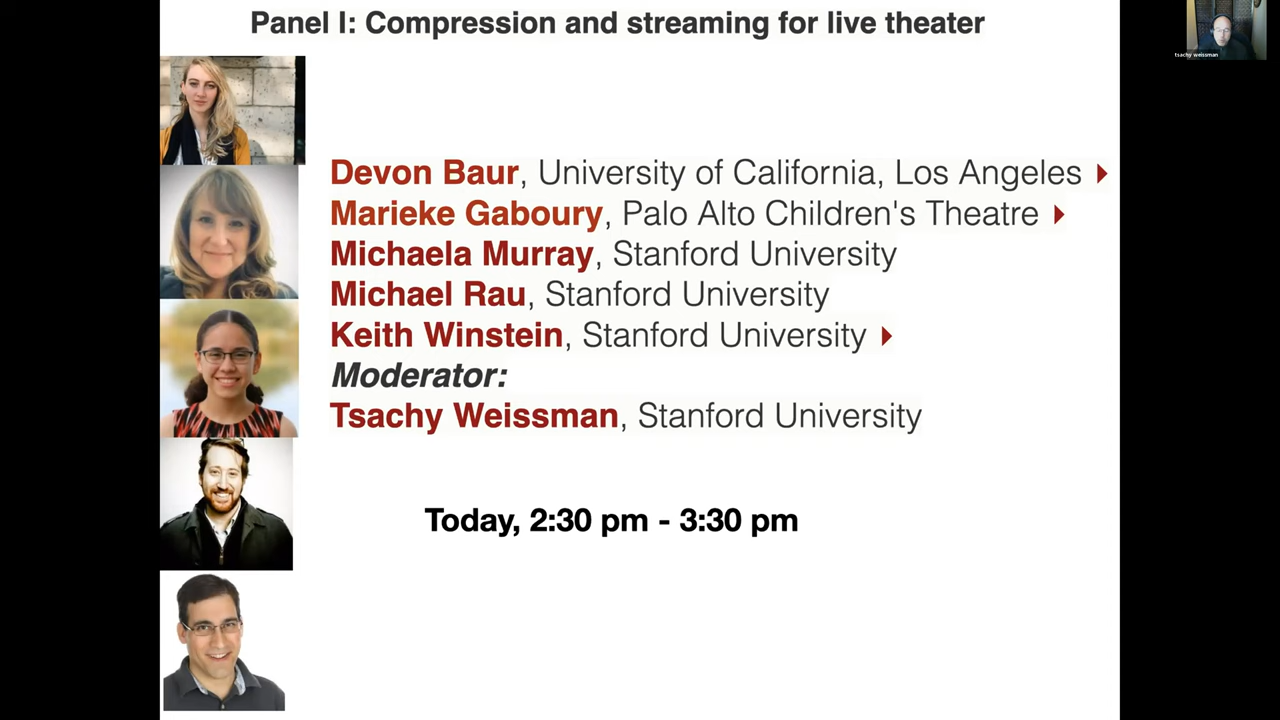 Panel I: Compression and streaming for live theater
tsachy weissman
Devon Baur, University of California, Los Angeles
Marieke Gaboury, Palo Alto Children's Theatre
Michaela Murray, Stanford University
Michael Rau, Stanford University
Keith Winstein, Stanford University
Moderator:
Tsachy Weissman, Stanford University
Today, 2:30 pm - 3:30 pm